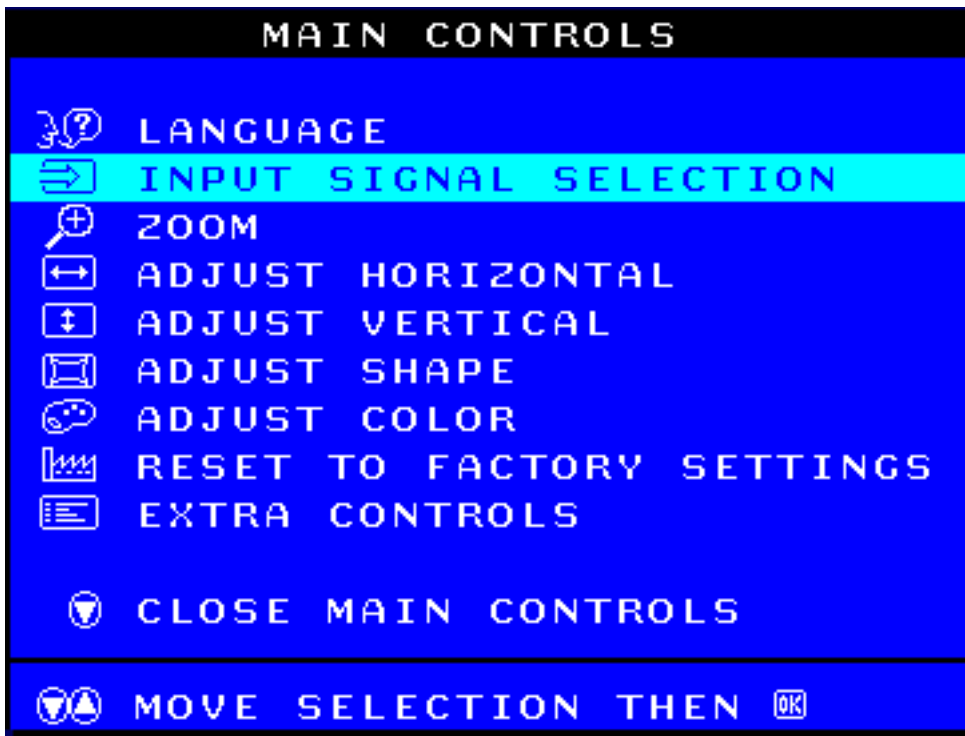 MAIN CONTROLS
LANGUAGE
INPUT SIGNAL SELECTION
ZOOM
ADJUST HORIZONTAL
ADJUST VERTICAL
ADJUST SHAPE
ADJUST COLOR
RESET TO FACTORY SETTINGS
EXTRA CONTROLS
CLOSE MAIN CONTROLS
MOVE SELECTION THEN OK